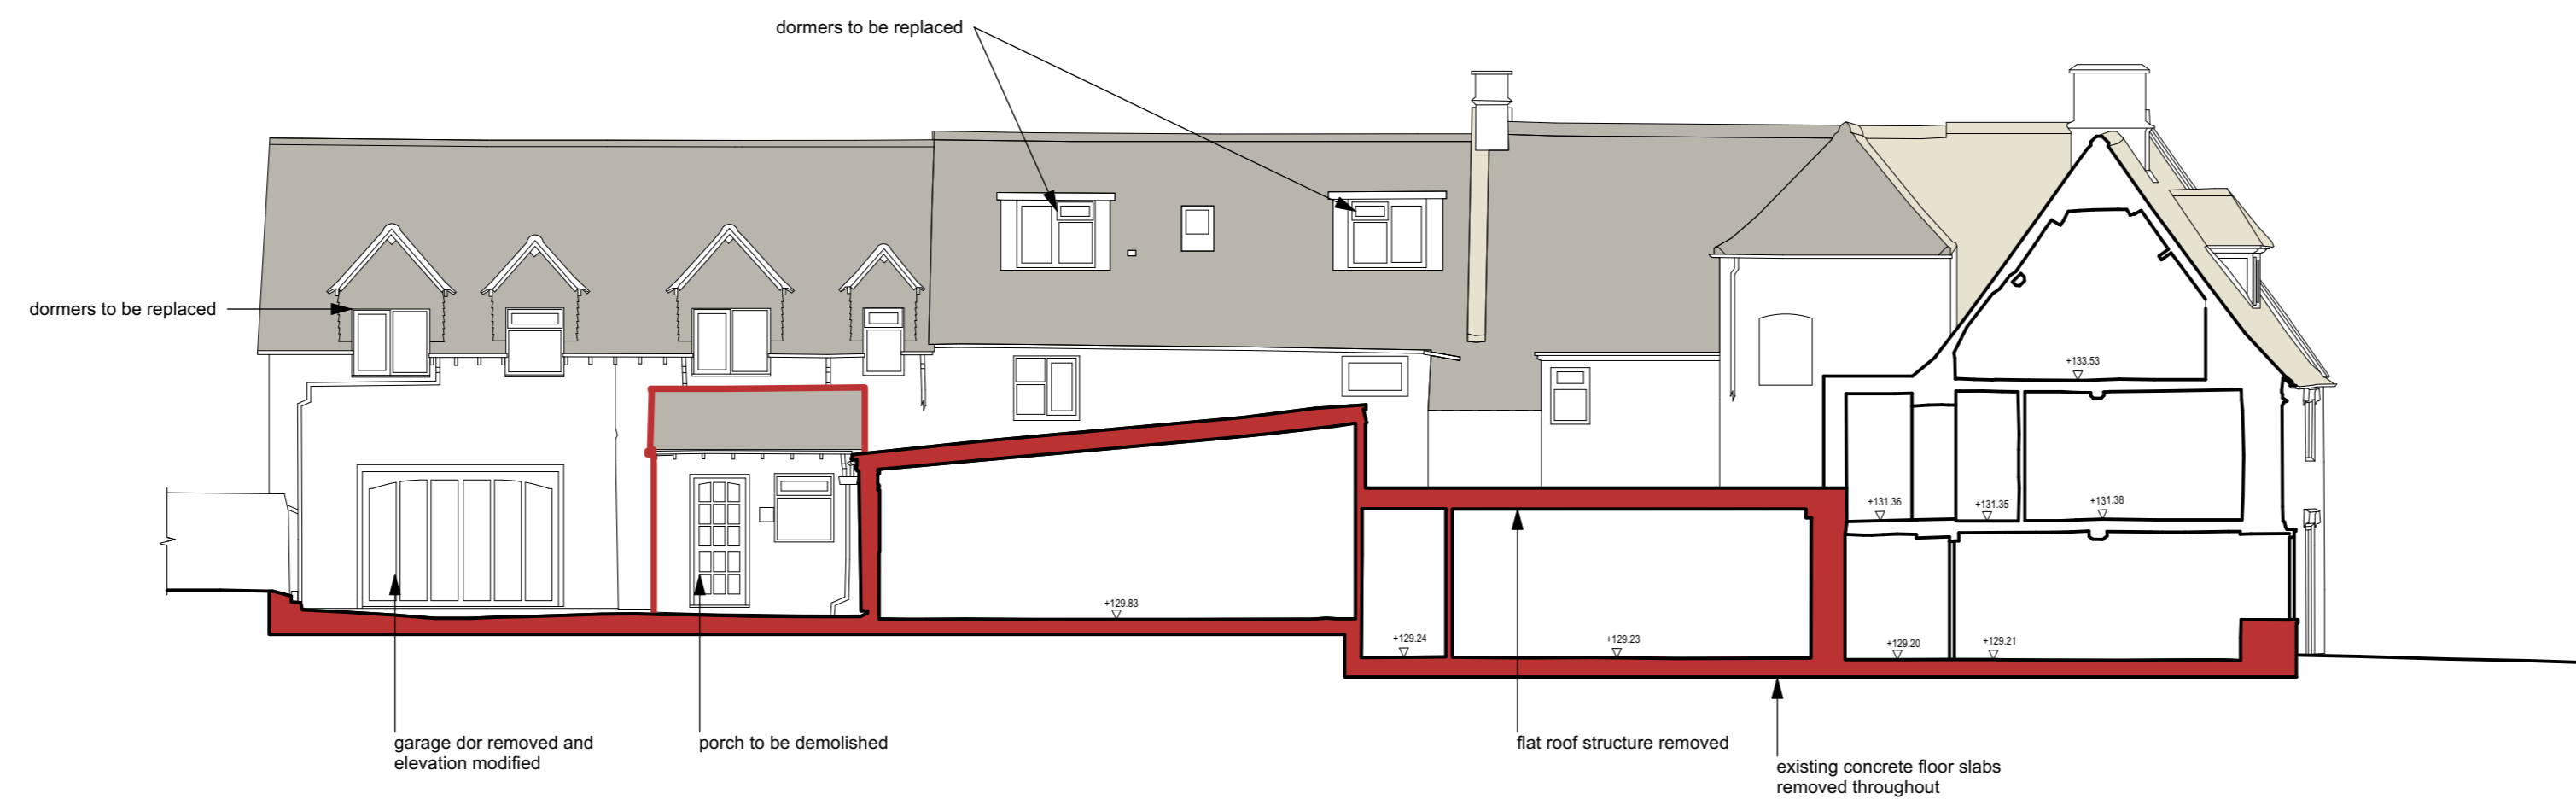 dormers to be replaced
dormers to be replaced
+133.53
+131.36
+131.35
+131.38
+129.83
+129.24
+129.23
+129.20
+129.21
garage dor removed and
elevation modified
porch to be demolished
flat roof structure removed
existing concrete floor slabs
removed throughout